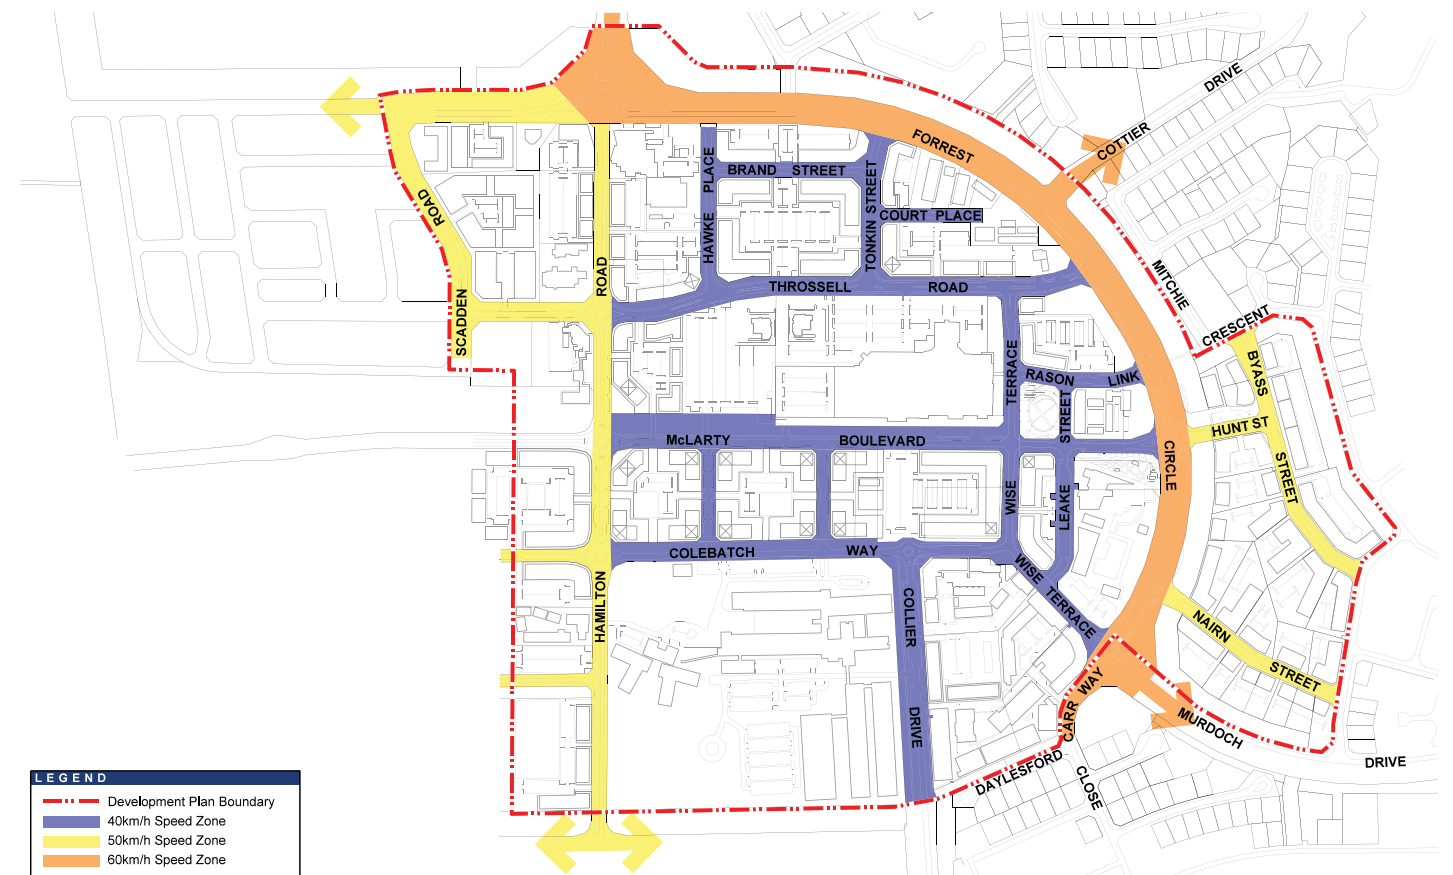 DRIVE
COTTIER
FORREST
BRAND STREET
HAWKE PLACE
TONKIN STREET
COURT PLACE
SCADDEN ROAD
HAMILTON ROAD
THROSSELL ROAD
MITCHIE
CRESCENT
BYASS STREET
HUNT ST
RASON LINK
WISE TERRACE
LEAKE STREET
McLARTY BOULEVARD
CIRCLE
COLEBATCH WAY
WISE TERRACE
COLLIER DRIVE
NAIRN STREET
CARR WAY
MURDOCH
DRIVE
DAYLESFORD
CLOSE
LEGEND
Development Plan Boundary
40km/h Speed Zone
50km/h Speed Zone
60km/h Speed Zone